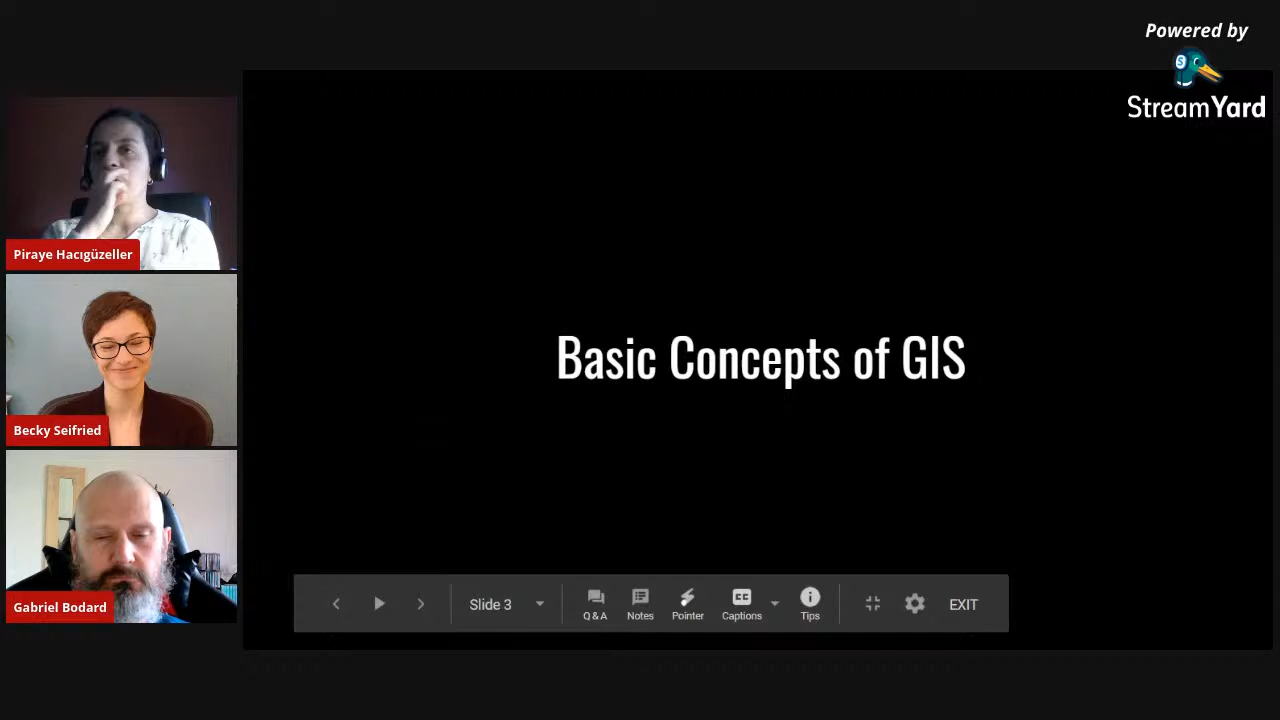 Powered by
StreamYard
Piraye Hacıgüzeller
Becky Seifried
Gabriel Bodard
Basic Concepts of GIS
Slide 3
Q & A
Notes
Pointer
CC
Captions
Tips
EXIT